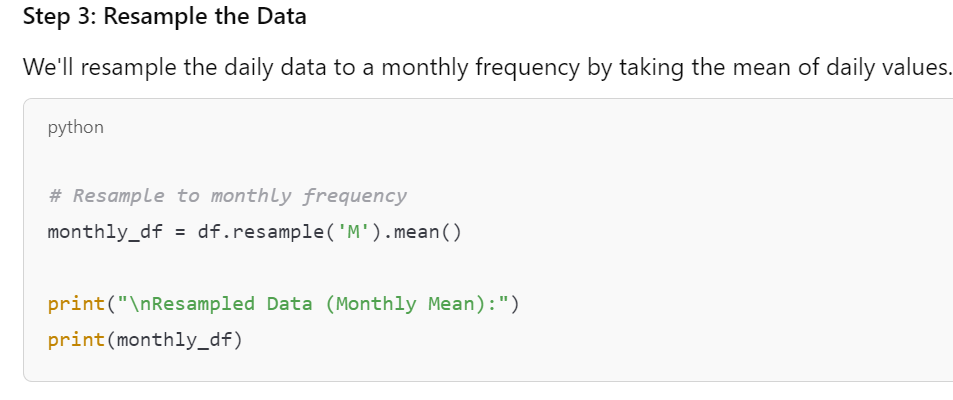 Step 3: Resample the Data
We'll resample the daily data to a monthly frequency by taking the mean of daily values.
python
# Resample to monthly frequency
monthly_df = df.resample('M').mean()
print("\nResampled Data (Monthly Mean):")
print(monthly_df)